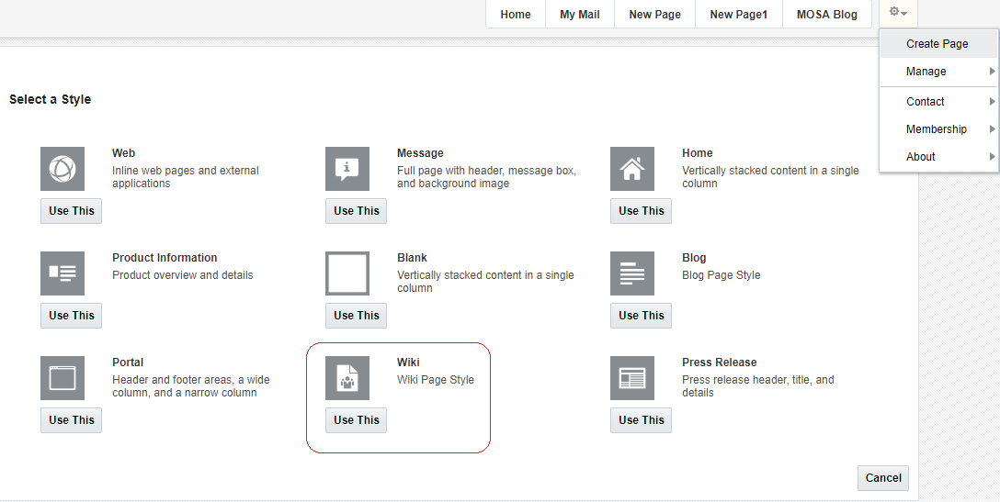 Home My Mail New Page New Page1 MOSA Blog
Create Page
Manage
Contact
Membership
About
Select a Style
Web
Inline web pages and external
applications
Use This
Message
Full page with header, message box,
and background image
Use This
Home
Vertically stacked content in a single
column
Use This
Product Information
Product overview and details
Use This
Blank
Vertically stacked content in a single
column
Use This
Blog
Blog Page Style
Use This
Portal
Header and footer areas, a wide
column, and a narrow column
Use This
Wiki
Wiki Page Style
Use This
Press Release
Press release header, title, and
details
Use This
Cancel